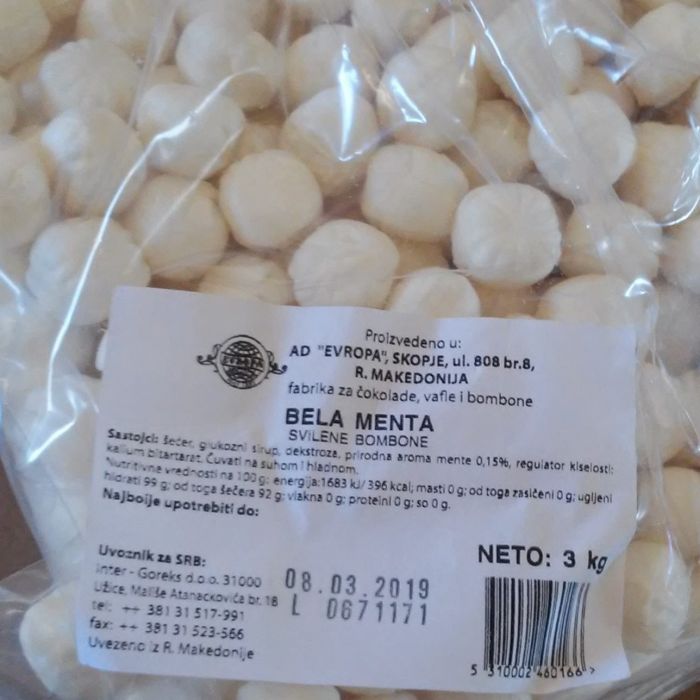 Proizvedeno u:
EVROPA
AD "EVROPA", SKOPJE, ul. 808 br.8,
R. MAKEDONIJA
fabrika za čokolade, vafle i bombone
BELA MENTA
SVILENE BOMBONE
Sastojci: šećer, glukozni sirup, dekstroza, prirodna aroma mente 0,15%, regulator kiselosti:
kalium bitartarat. Čuvati na suhom i hladnom.
Nutritivne vrednosti na 100 g: energija:1683 kJ/ 396 kcal; masti 0 g; od toga zasićeni 0 g; ugljeni
hidrati 99 g; od toga šećera 92 g; vlakna 0 g; proteini 0 g; so 0 g.
Najbolje upotrebiti do:
Uvoznik za SRB:
Inter - Goreks d.o.o. 31000
Užice, Mališe Atanackovića br. 18
tel: ++ 381 31 517-991
fax: ++ 381 31 523-566
Uvezeno iz R. Makedonije
08.03.2019
L 0671171
NETO: 3 kg
5 310002 460166 >